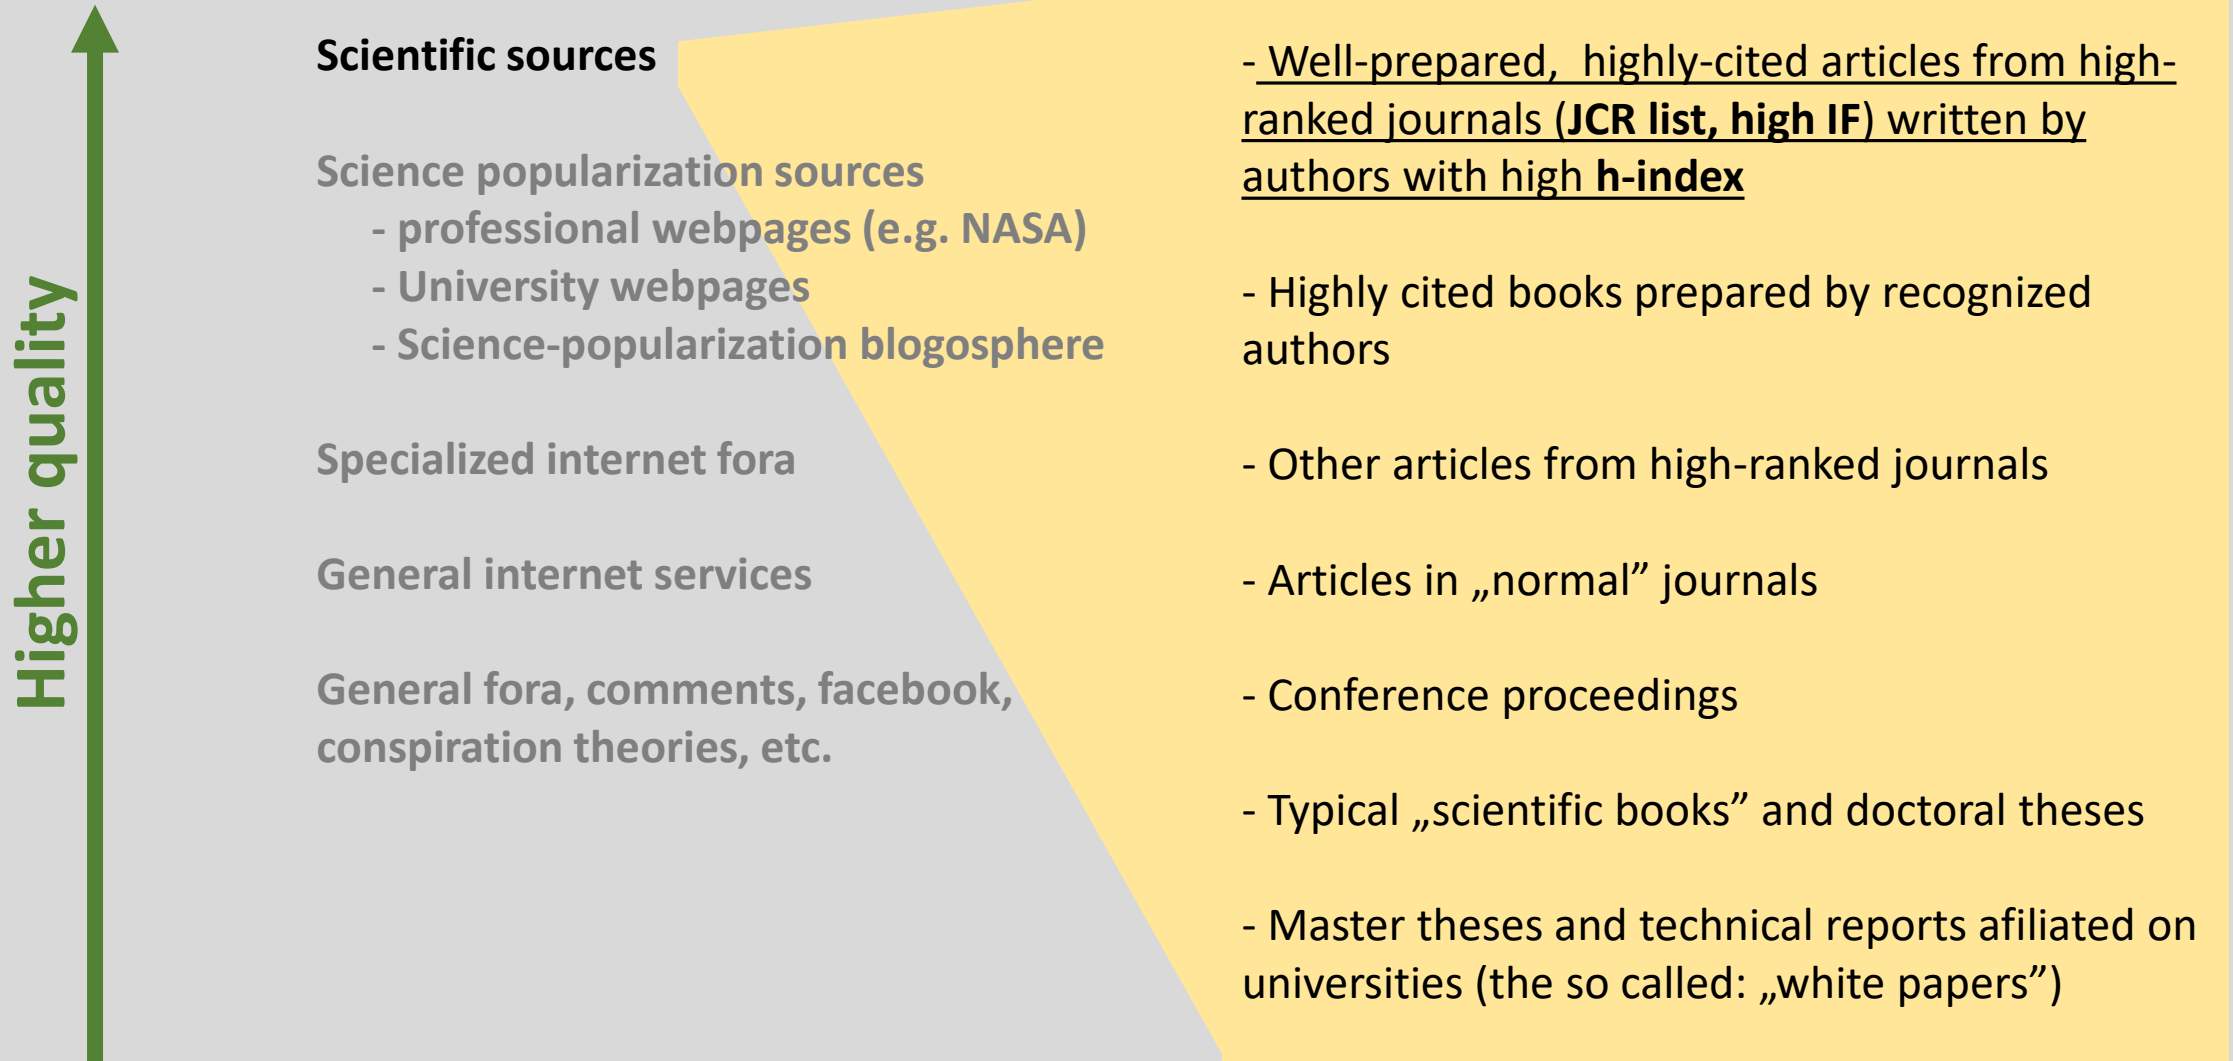 Higher quality
Scientific sources
Science popularization sources
- professional webpages (e.g. NASA)
- University webpages
- Science-popularization blogosphere
Specialized internet fora
General internet services
General fora, comments, facebook,
conspiration theories, etc.
- Well-prepared,  highly-cited articles from high-
ranked journals (JCR list, high IF) written by
authors with high h-index
- Highly cited books prepared by recognized
authors
- Other articles from high-ranked journals
- Articles in „normal” journals
- Conference proceedings
- Typical „scientific books” and doctoral theses
- Master theses and technical reports afiliated on
universities (the so called: „white papers”)